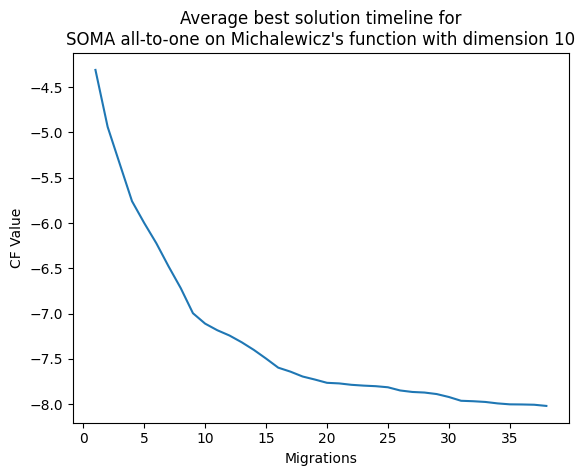 Average best solution timeline for
SOMA all-to-one on Michalewicz's function with dimension 10
−4.5
−5.0
−5.5
−6.0
−6.5
−7.0
−7.5
−8.0
CF Value
0 5 10 15 20 25 30 35
Migrations